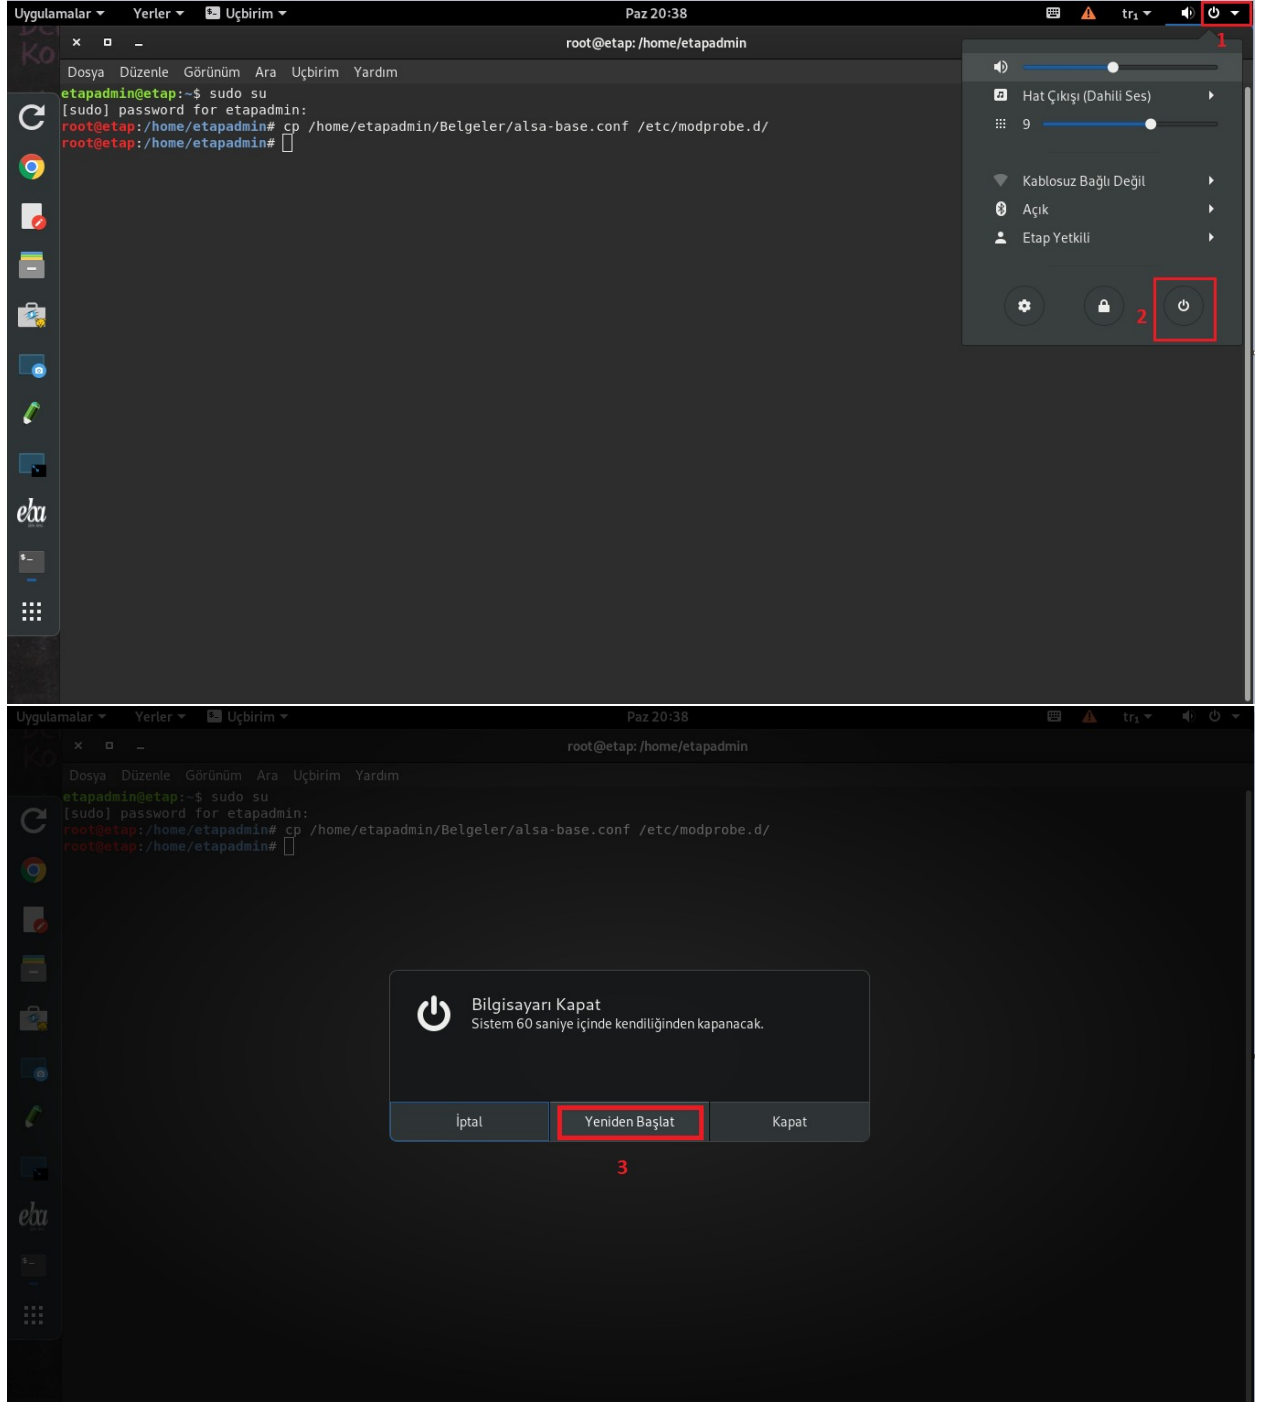 Uygulamalar Yerler Uçbirim Paz 20:38 tr₁
1
root@etap: /home/etapadmin
Dosya Düzenle Görünüm Ara Uçbirim Yardım
etapadmin@etap:~$ sudo su
[sudo] password for etapadmin:
root@etap:/home/etapadmin# cp /home/etapadmin/Belgeler/alsa-base.conf /etc/modprobe.d/
root@etap:/home/etapadmin#
Hat Çıkışı (Dahili Ses)
9
Kablosuz Bağlı Değil
Açık
Etap Yetkili
2
eba
Uygulamalar Yerler Uçbirim Paz 20:38 tr₁
root@etap: /home/etapadmin
Dosya Düzenle Görünüm Ara Uçbirim Yardım
etapadmin@etap:~$ sudo su
[sudo] password for etapadmin:
root@etap:/home/etapadmin# cp /home/etapadmin/Belgeler/alsa-base.conf /etc/modprobe.d/
root@etap:/home/etapadmin#
Bilgisayarı Kapat
Sistem 60 saniye içinde kendiliğinden kapanacak.
İptal Yeniden Başlat Kapat
3
eba